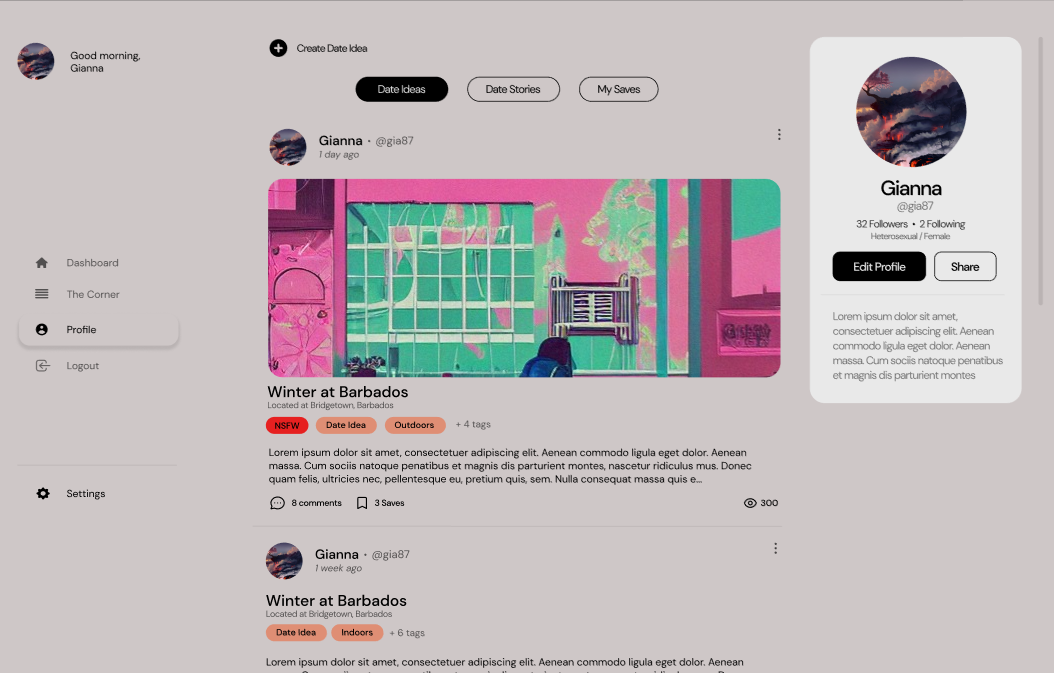 Good morning,
Gianna
Dashboard
The Corner
Profile
Logout
Settings
Create Date Idea
Date Ideas
Date Stories
My Saves
Gianna • @gia87
1 day ago
Winter at Barbados
Located at Bridgetown, Barbados
NSFW
Date Idea
Outdoors
+ 4 tags
Lorem ipsum dolor sit amet, consectetuer adipiscing elit. Aenean commodo ligula eget dolor. Aenean
massa. Cum sociis natoque penatibus et magnis dis parturient montes, nascetur ridiculus mus. Donec
quam felis, ultricies nec, pellentesque eu, pretium quis, sem. Nulla consequat massa quis e...
8 comments
3 Saves
300
Gianna • @gia87
1 week ago
Winter at Barbados
Located at Bridgetown, Barbados
Date Idea
Indoors
+ 6 tags
Lorem ipsum dolor sit amet, consectetuer adipiscing elit. Aenean commodo ligula eget dolor. Aenean
Gianna
@gia87
32 Followers • 2 Following
Heterosexual / Female
Edit Profile
Share
Lorem ipsum dolor sit amet,
consectetuer adipiscing elit. Aenean
commodo ligula eget dolor. Aenean
massa. Cum sociis natoque penatibus
et magnis dis parturient montes